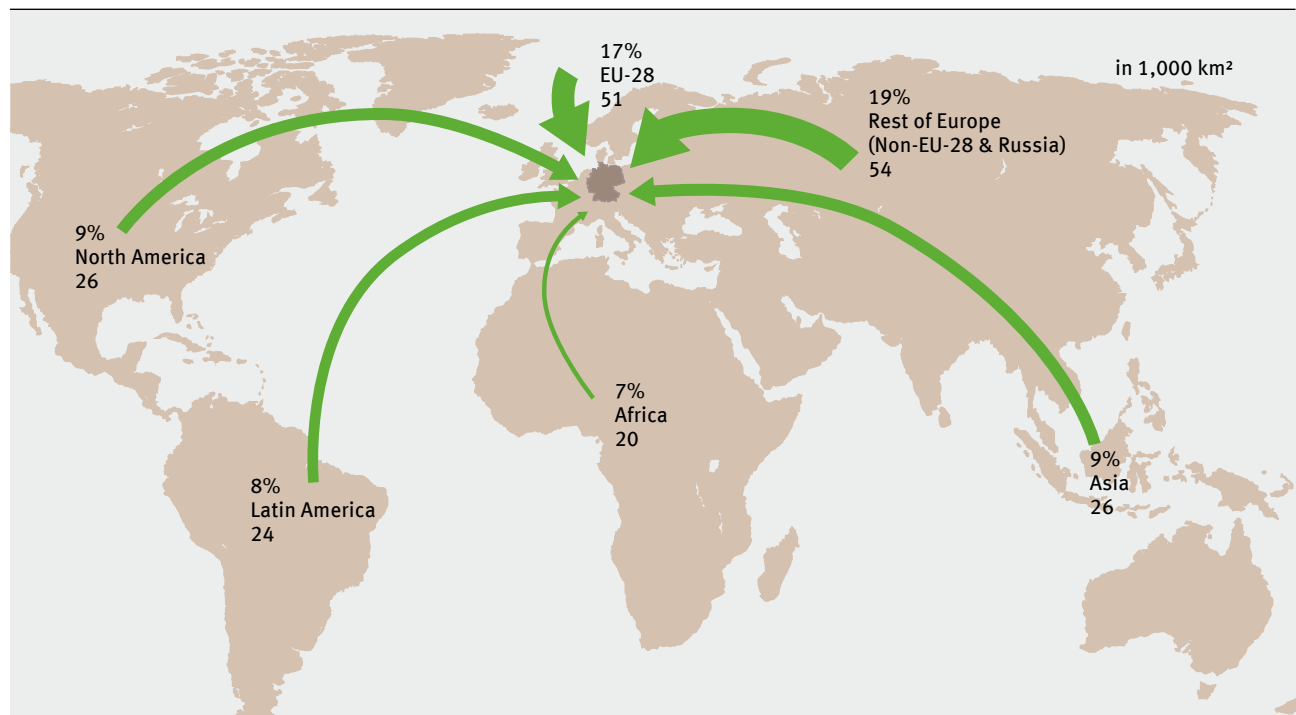 17%
EU-28
51
in 1,000 km²
19%
Rest of Europe
(Non-EU-28 & Russia)
54
9%
North America
26
7%
Africa
20
8%
Latin America
24
9%
Asia
26